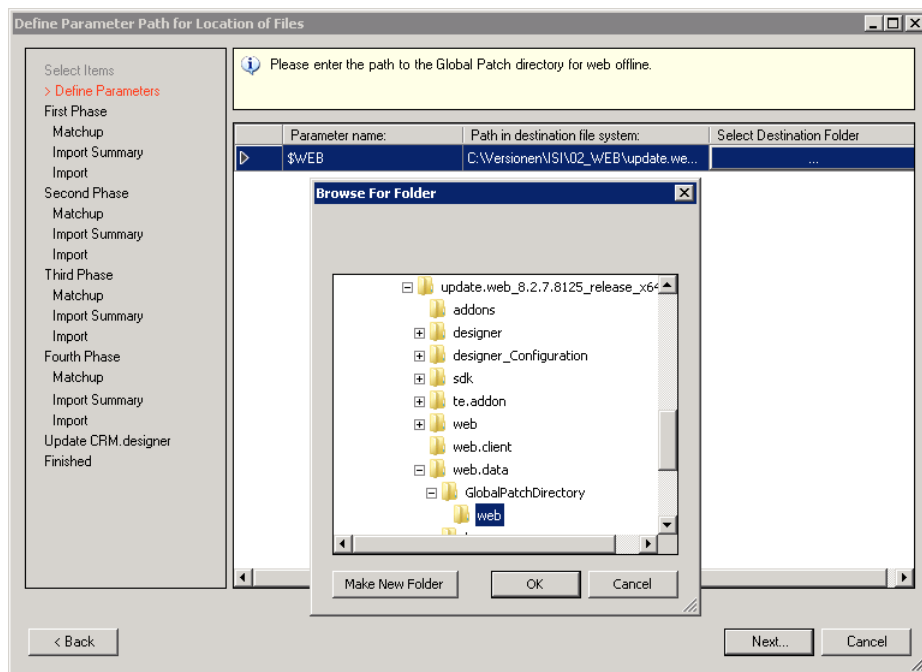 Define Parameter Path for Location of Files
Select Items
> Define Parameters
First Phase
Matchup
Import Summary
Import
Second Phase
Matchup
Import Summary
Import
Third Phase
Matchup
Import Summary
Import
Fourth Phase
Matchup
Import Summary
Import
Update CRM.designer
Finished
Please enter the path to the Global Patch directory for web offline.
Parameter name: Path in destination file system: Select Destination Folder
$WEB C:\Versionen\ISI\02_WEB\update.we... ...
Browse For Folder
update.web_8.2.7.8125_release_x64
addons
designer
designer_Configuration
sdk
te.addon
web
web.client
web.data
GlobalPatchDirectory
web
Make New Folder OK Cancel
< Back Next... Cancel